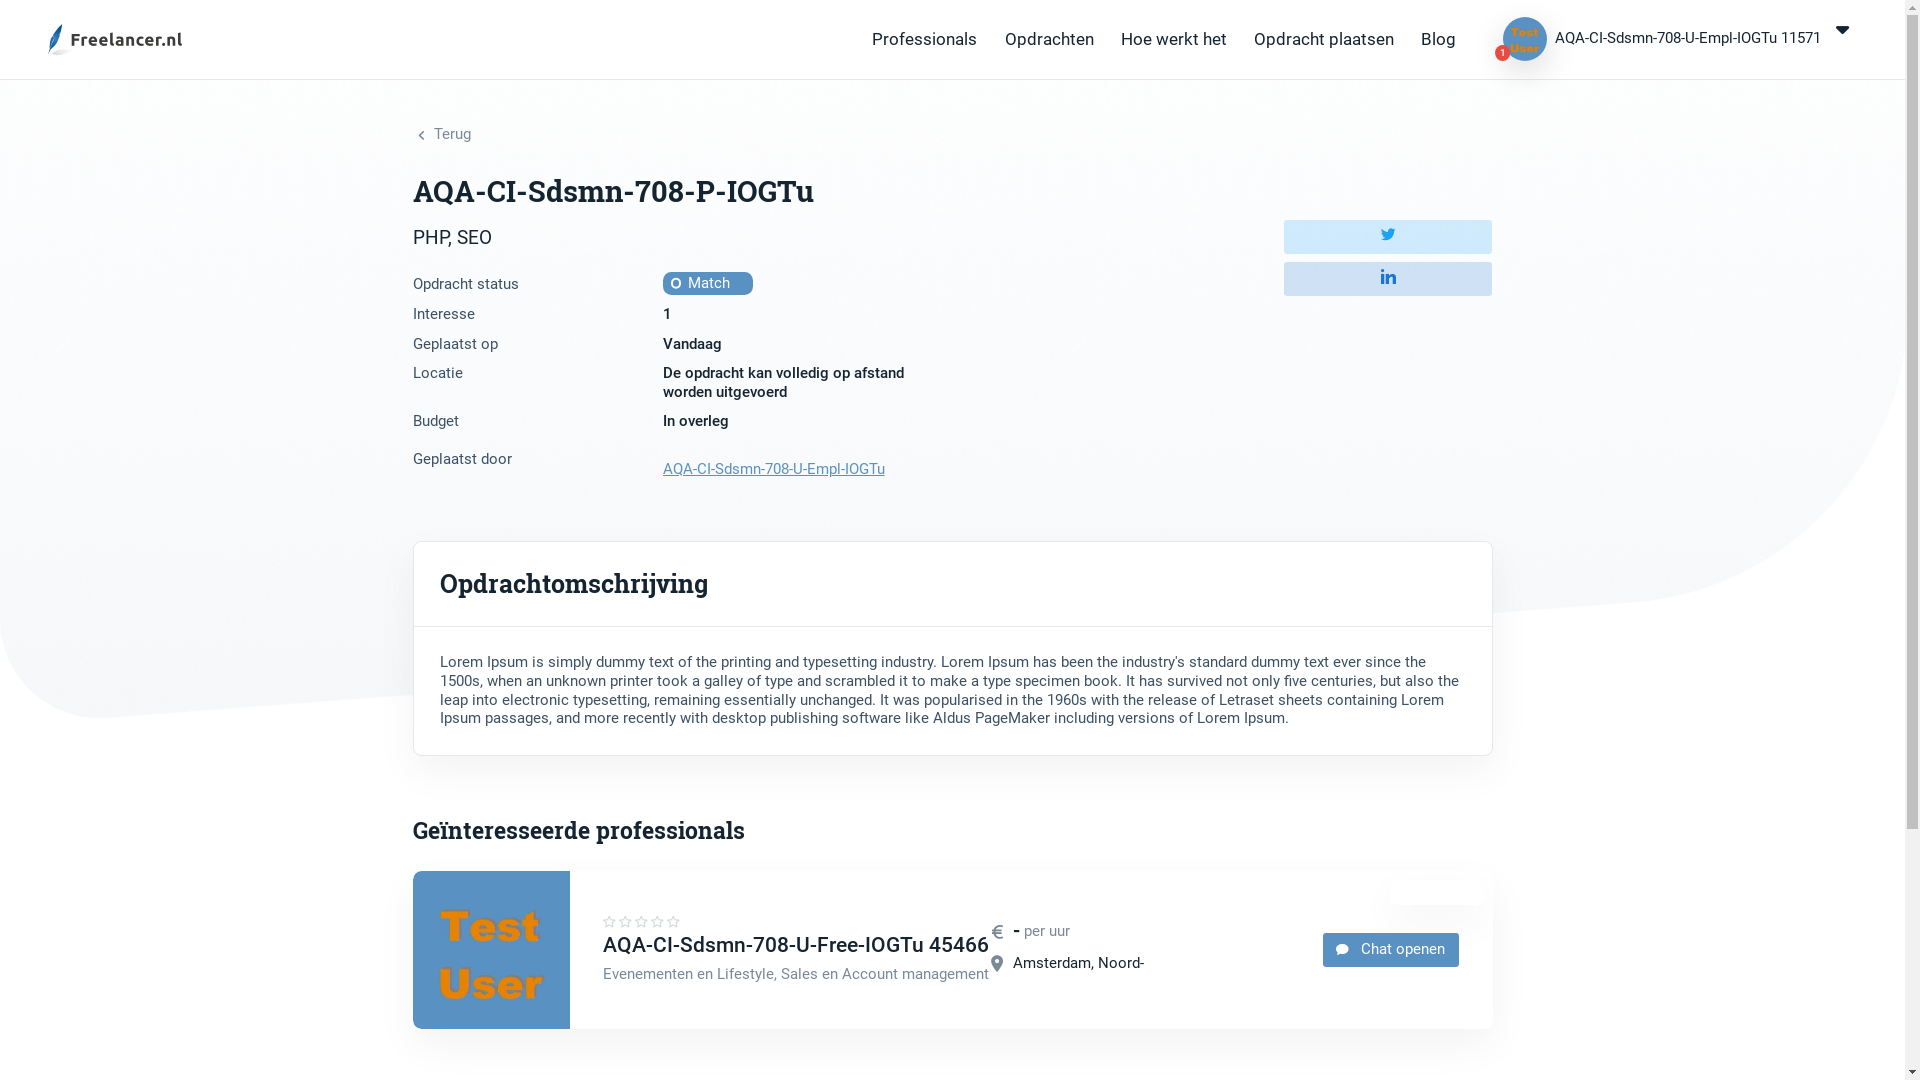 Freelancer.nl
Professionals
Opdrachten
Hoe werkt het
Opdracht plaatsen
Blog
Test
User
1
AQA-CI-Sdsmn-708-U-Empl-IOGTu 11571
Terug
AQA-CI-Sdsmn-708-P-IOGTu
PHP, SEO
Opdracht status
Match
Interesse
1
Geplaatst op
Vandaag
Locatie
De opdracht kan volledig op afstand
worden uitgevoerd
Budget
In overleg
Geplaatst door
AQA-CI-Sdsmn-708-U-Empl-IOGTu
Opdrachtomschrijving
Lorem Ipsum is simply dummy text of the printing and typesetting industry. Lorem Ipsum has been the industry's standard dummy text ever since the
1500s, when an unknown printer took a galley of type and scrambled it to make a type specimen book. It has survived not only five centuries, but also the
leap into electronic typesetting, remaining essentially unchanged. It was popularised in the 1960s with the release of Letraset sheets containing Lorem
Ipsum passages, and more recently with desktop publishing software like Aldus PageMaker including versions of Lorem Ipsum.
Geïnteresseerde professionals
Test
User
AQA-CI-Sdsmn-708-U-Free-IOGTu 45466
Evenementen en Lifestyle, Sales en Account management
- per uur
Amsterdam, Noord-
Chat openen